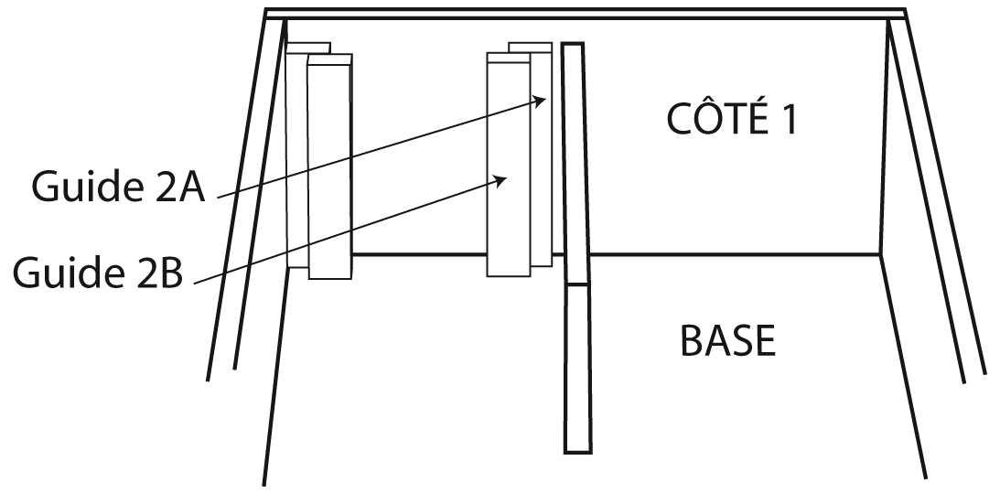 CÔTÉ 1
Guide 2A
Guide 2B
BASE